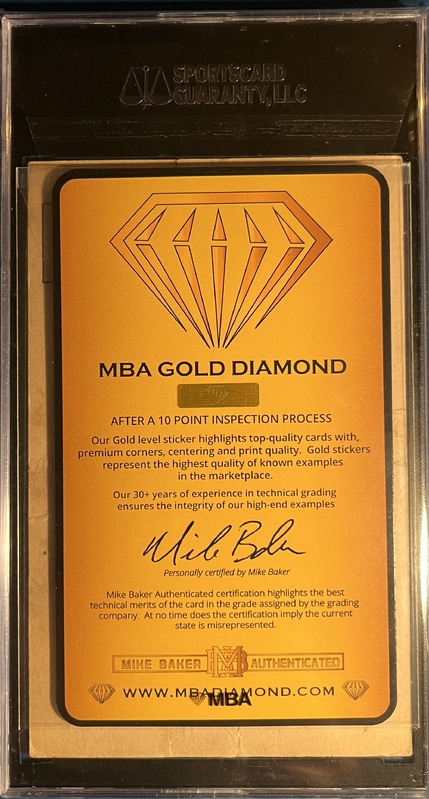 SPORTSCARD
GUARANTY, LLC
MBA GOLD DIAMOND
AFTER A 10 POINT INSPECTION PROCESS
Our Gold level sticker highlights top-quality cards with,
premium corners, centering and print quality. Gold stickers
represent the highest quality of known examples
in the marketplace.
Our 30+ years of experience in technical grading
ensures the integrity of our high-end examples
Mike Baker
Personally certified by Mike Baker
Mike Baker Authenticated certification highlights the best
technical merits of the card in the grade assigned by the grading
company. At no time does the certification imply the current
state is misrepresented.
MIKE BAKER MB AUTHENTICATED
WWW.MBADIAMOND.COM
MBA